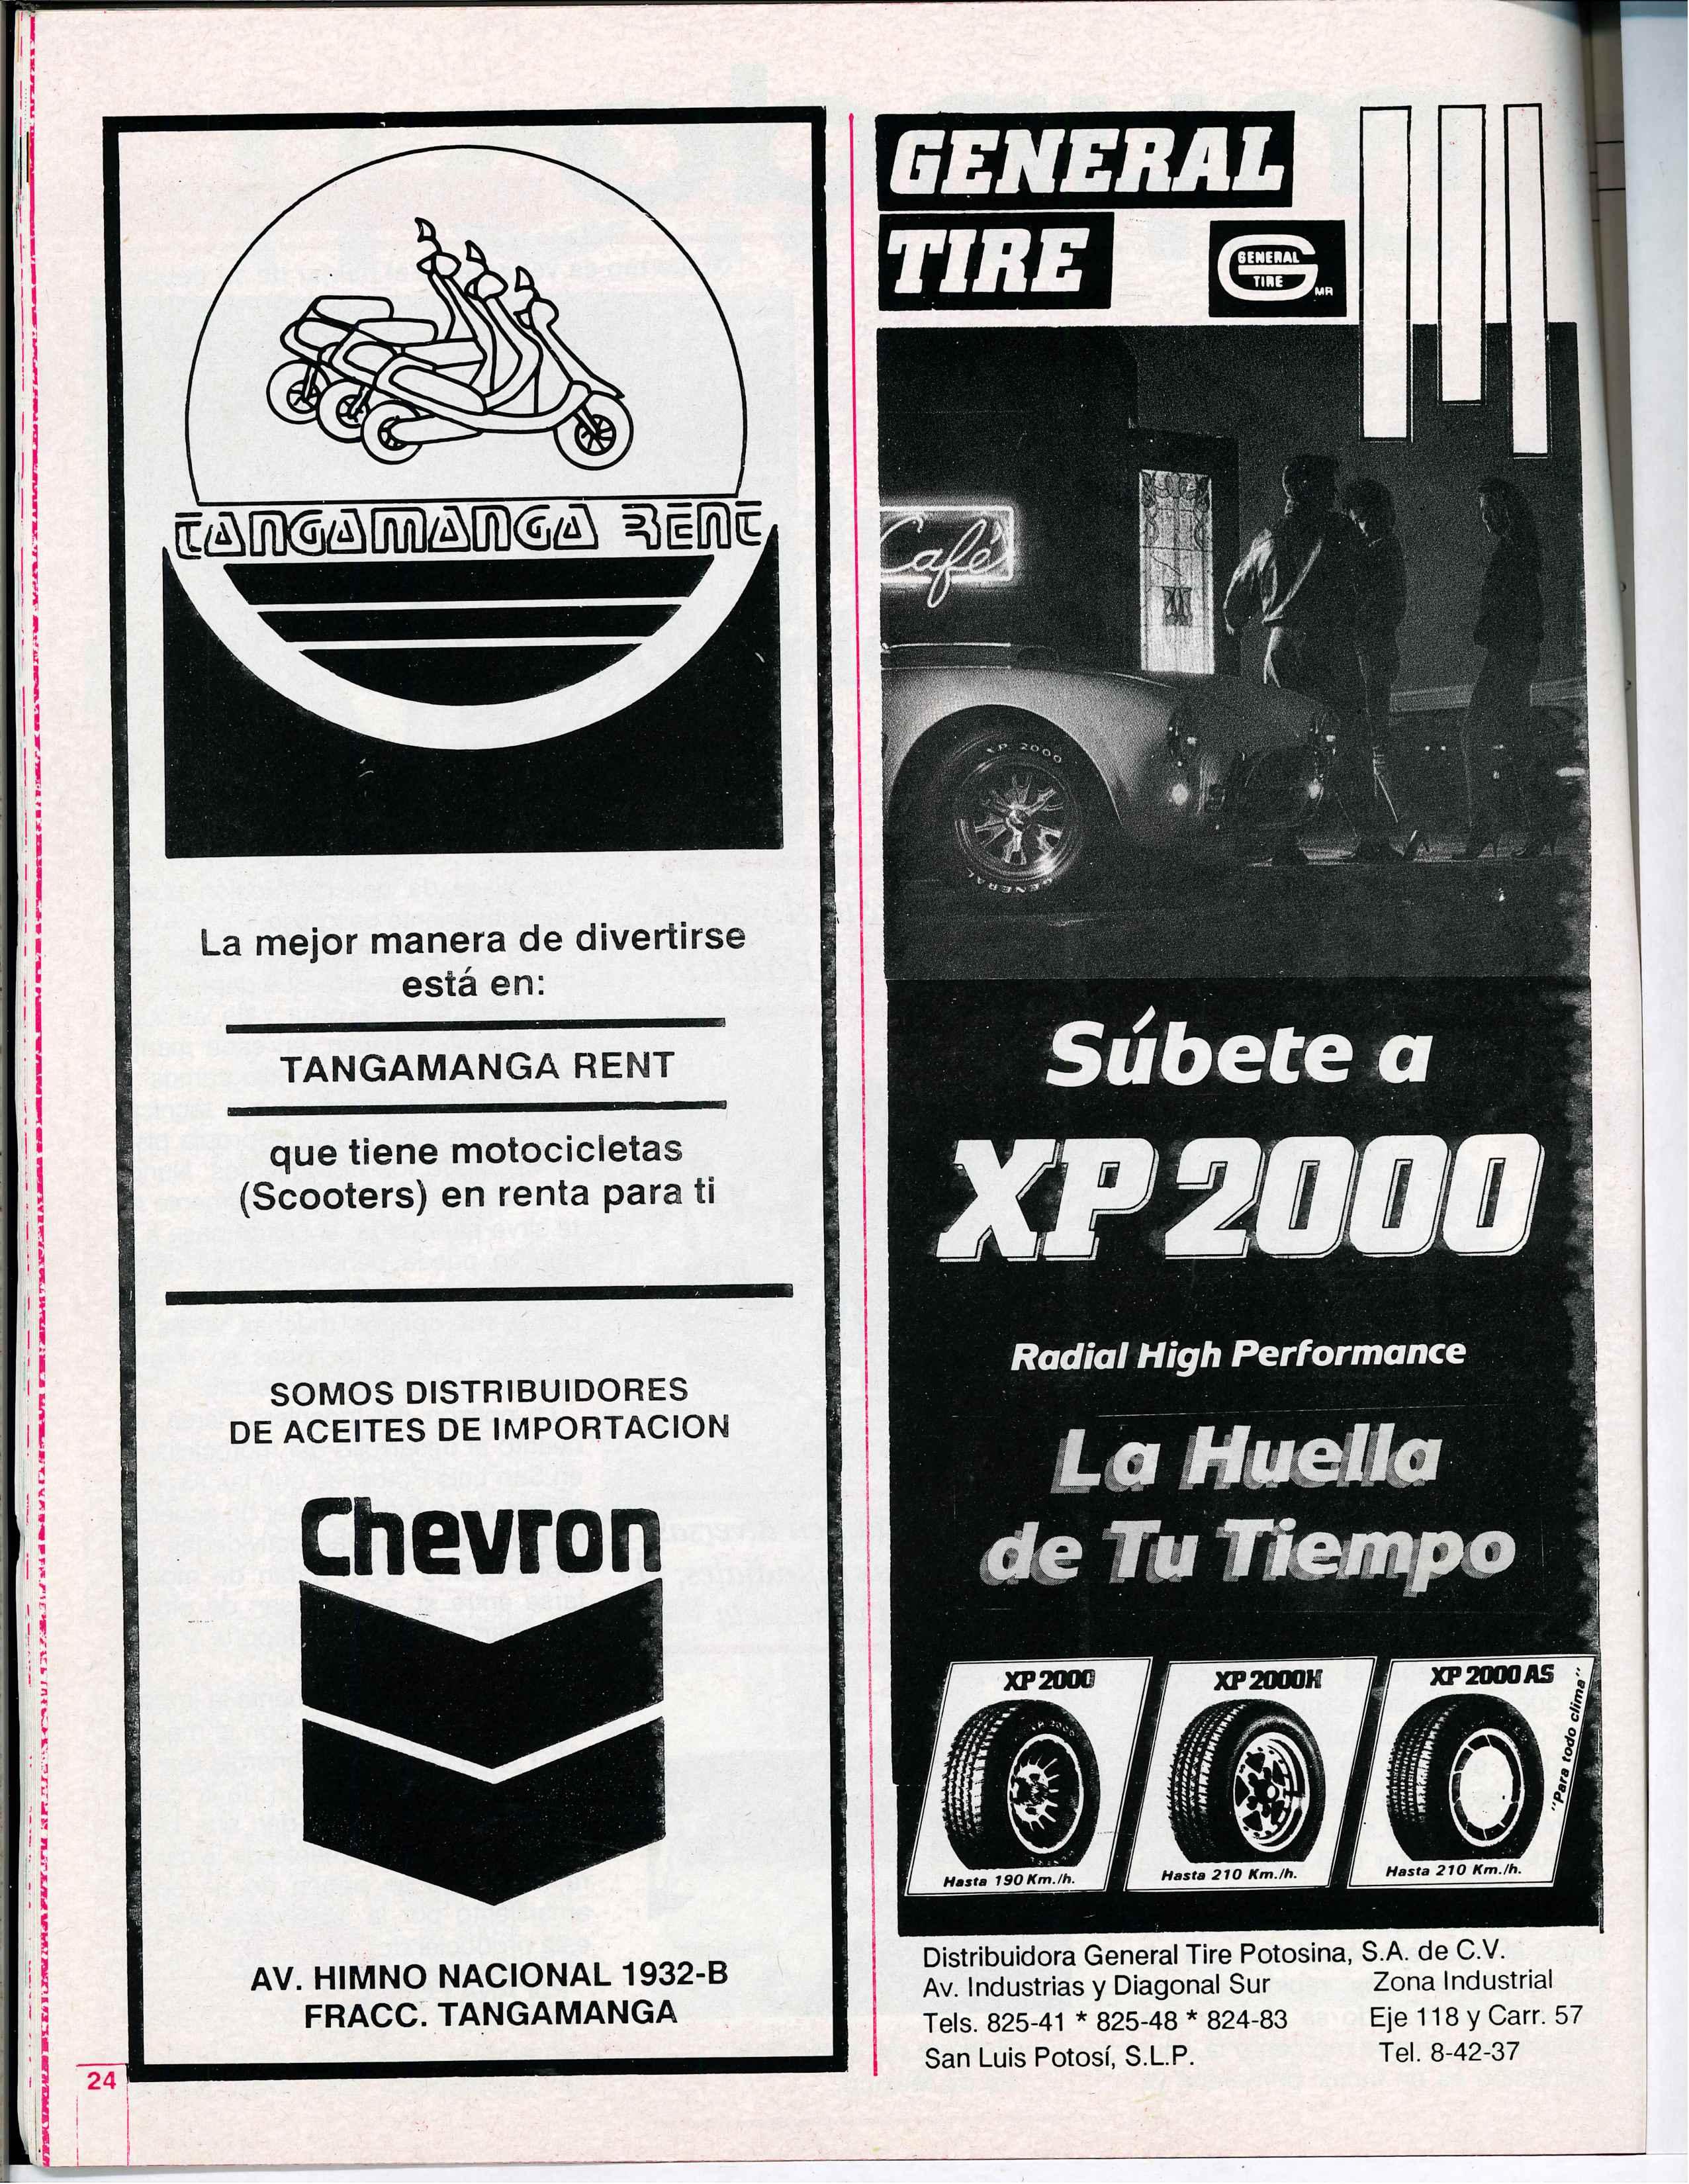 TANGAMANGA RENT
La mejor manera de divertirse
está en:
TANGAMANGA RENT
que tiene motocicletas
(Scooters) en renta para ti
SOMOS DISTRIBUIDORES
DE ACEITES DE IMPORTACION
Chevron
AV. HIMNO NACIONAL 1932-B
FRACC. TANGAMANGA
24
GENERAL
TIRE
GENERAL
TIRE
MR
Café
XP 2000
GENERAL
Súbete a
XP 2000
Radial High Performance
La Huella
de Tu Tiempo
XP 2000
Hasta 190 Km./h.
XP 2000H
Hasta 210 Km./h.
XP 2000 AS
"Para todo clima"
Hasta 210 Km./h.
Distribuidora General Tire Potosina, S.A. de C.V.
Av. Industrias y Diagonal Sur Zona Industrial
Tels. 825-41 * 825-48 * 824-83 Eje 118 y Carr. 57
San Luis Potosí, S.L.P. Tel. 8-42-37